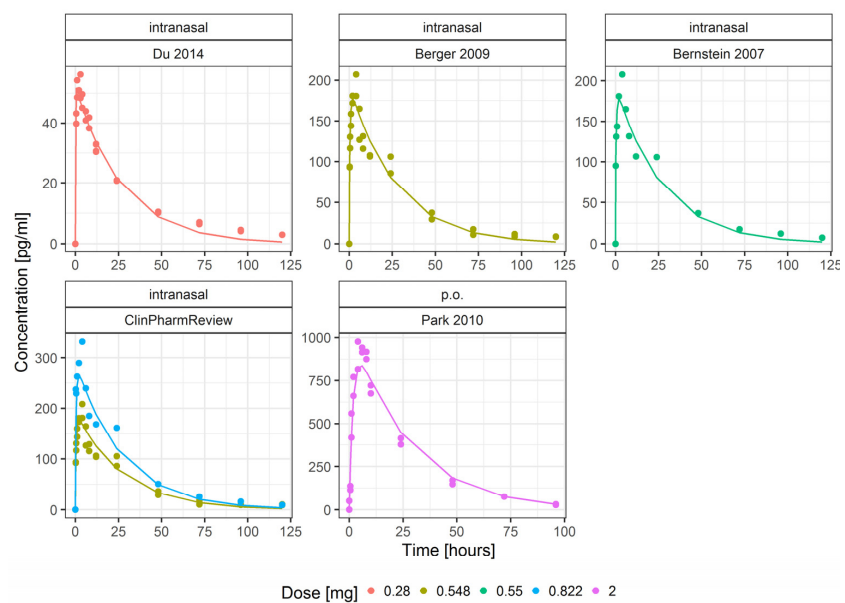 intranasal intranasal intranasal
Du 2014 Berger 2009 Bernstein 2007
40
20
0
200
150
100
50
0
200
150
100
50
0
0 25 50 75 100 125 0 25 50 75 100 125 0 25 50 75 100 125
intranasal p.o.
ClinPharmReview Park 2010
300
200
100
0
1000
750
500
250
0
0 25 50 75 100 125 0 25 50 75 100
Concentration [pg/ml]
Time [hours]
Dose [mg] 0.28 0.548 0.55 0.822 2